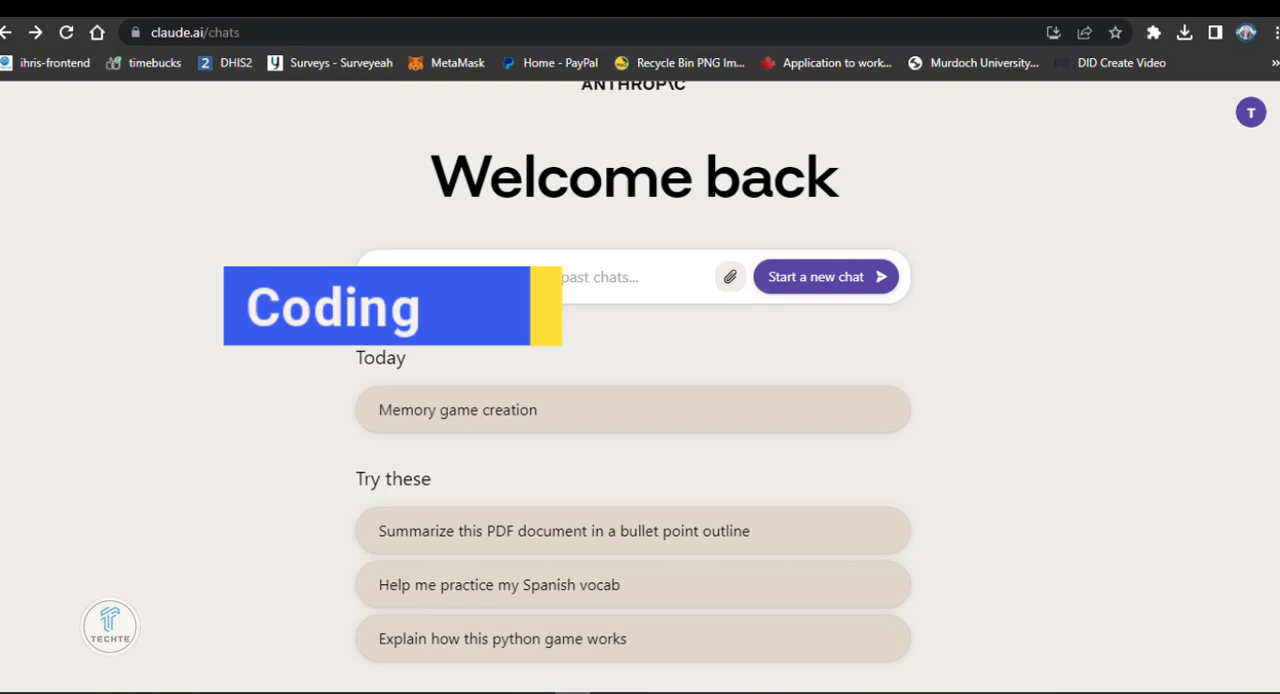 claude.ai/chats
ihris-frontend timebucks 2 DHIS2 Surveys - Surveyeah MetaMask Home - PayPal Recycle Bin PNG Im... Application to work... Murdoch University,... DID Create Video »
ANTHROP\C
T
Welcome back
past chats... Start a new chat
Coding
Today
Memory game creation
Try these
Summarize this PDF document in a bullet point outline
Help me practice my Spanish vocab
Explain how this python game works
TECHTE